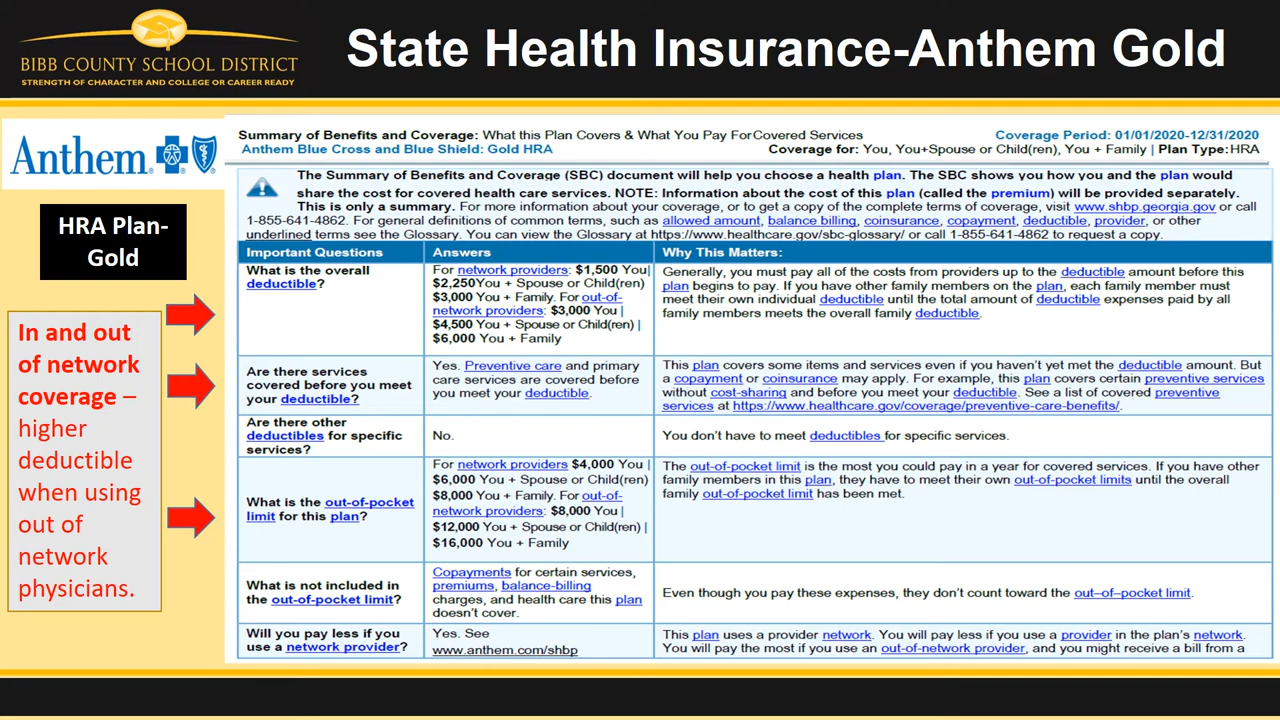 BIBB COUNTY SCHOOL DISTRICT
STRENGTH OF CHARACTER AND COLLEGE OR CAREER READY
State Health Insurance-Anthem Gold
Anthem.
HRA Plan-
Gold
In and out
of network
coverage –
higher
deductible
when using
out of
network
physicians.
Summary of Benefits and Coverage: What this Plan Covers & What You Pay For Covered Services
Coverage Period: 01/01/2020-12/31/2020
Anthem Blue Cross and Blue Shield: Gold HRA
Coverage for: You, You+Spouse or Child(ren), You + Family | Plan Type: HRA
The Summary of Benefits and Coverage (SBC) document will help you choose a health plan. The SBC shows you how you and the plan would
share the cost for covered health care services. NOTE: Information about the cost of this plan (called the premium) will be provided separately.
This is only a summary. For more information about your coverage, or to get a copy of the complete terms of coverage, visit www.shbp.georgia.gov or call
1-855-641-4862. For general definitions of common terms, such as allowed amount, balance billing, coinsurance, copayment, deductible, provider, or other
underlined terms see the Glossary. You can view the Glossary at https://www.healthcare.gov/sbc-glossary/ or call 1-855-641-4862 to request a copy.
Important Questions
Answers
Why This Matters:
What is the overall
deductible?
For network providers: $1,500 You|
$2,250You + Spouse or Child(ren)
$3,000 You + Family. For out-of-
network providers: $3,000 You |
$4,500 You + Spouse or Child(ren) |
$6,000 You + Family
Generally, you must pay all of the costs from providers up to the deductible amount before this
plan begins to pay. If you have other family members on the plan, each family member must
meet their own individual deductible until the total amount of deductible expenses paid by all
family members meets the overall family deductible.
Are there services
covered before you meet
your deductible?
Yes. Preventive care and primary
care services are covered before
you meet your deductible.
This plan covers some items and services even if you haven't yet met the deductible amount. But
a copayment or coinsurance may apply. For example, this plan covers certain preventive services
without cost-sharing and before you meet your deductible. See a list of covered preventive
services at https://www.healthcare.gov/coverage/preventive-care-benefits/.
Are there other
deductibles for specific
services?
No.
You don't have to meet deductibles for specific services.
What is the out-of-pocket
limit for this plan?
For network providers $4,000 You |
$6,000 You + Spouse or Child(ren)
$8,000 You + Family. For out-of-
network providers: $8,000 You |
$12,000 You + Spouse or Child(ren) |
$16,000 You + Family
The out-of-pocket limit is the most you could pay in a year for covered services. If you have other
family members in this plan, they have to meet their own out-of-pocket limits until the overall
family out-of-pocket limit has been met.
What is not included in
the out-of-pocket limit?
Copayments for certain services,
premiums, balance-billing
charges, and health care this plan
doesn't cover.
Even though you pay these expenses, they don't count toward the out–of–pocket limit.
Will you pay less if you
use a network provider?
Yes. See
www.anthem.com/shbp
This plan uses a provider network. You will pay less if you use a provider in the plan's network.
You will pay the most if you use an out-of-network provider, and you might receive a bill from a